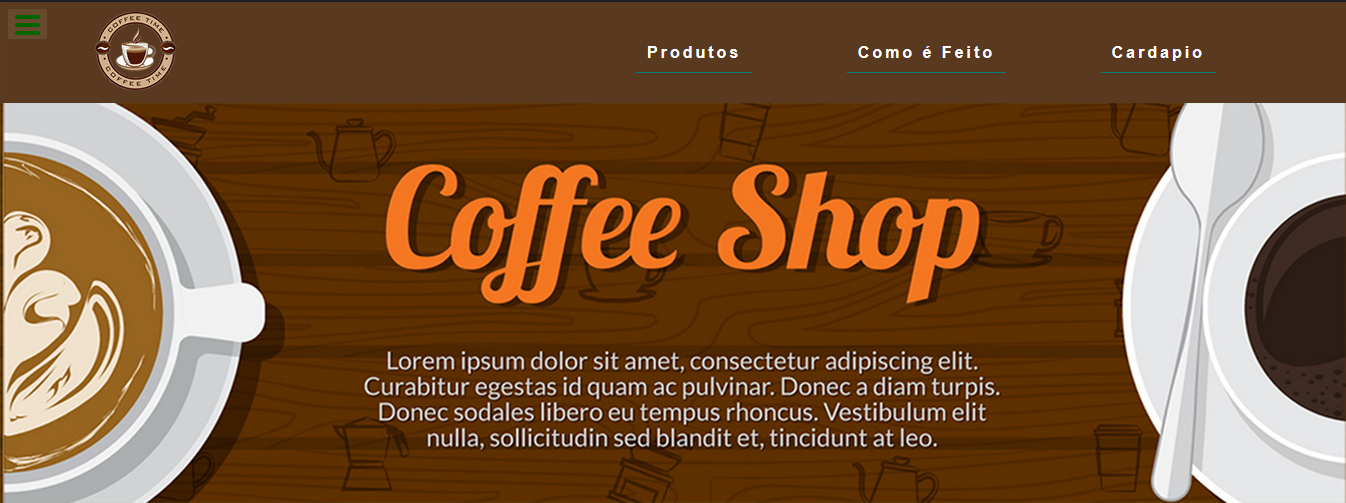 COFFEE TIME
COFFEE TIME
Produtos
Como é Feito
Cardapio
Coffee Shop
Lorem ipsum dolor sit amet, consectetur adipiscing elit.
Curabitur egestas id quam ac pulvinar. Donec a diam turpis.
Donec sodales libero eu tempus rhoncus. Vestibulum elit
nulla, sollicitudin sed blandit et, tincidunt at leo.